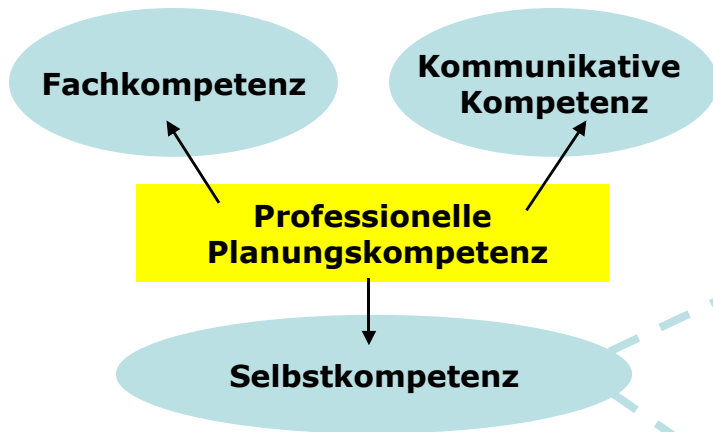 Fachkompetenz
Kommunikative
Kompetenz
Professionelle
Planungskompetenz
Selbstkompetenz